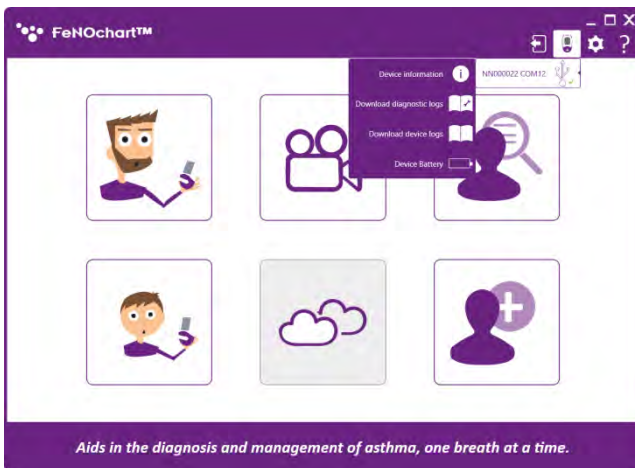 FeNOchart™
?
Device information i NN000022 COM12
Download diagnostic logs
Download device logs
Device Battery
Aids in the diagnosis and management of asthma, one breath at a time.